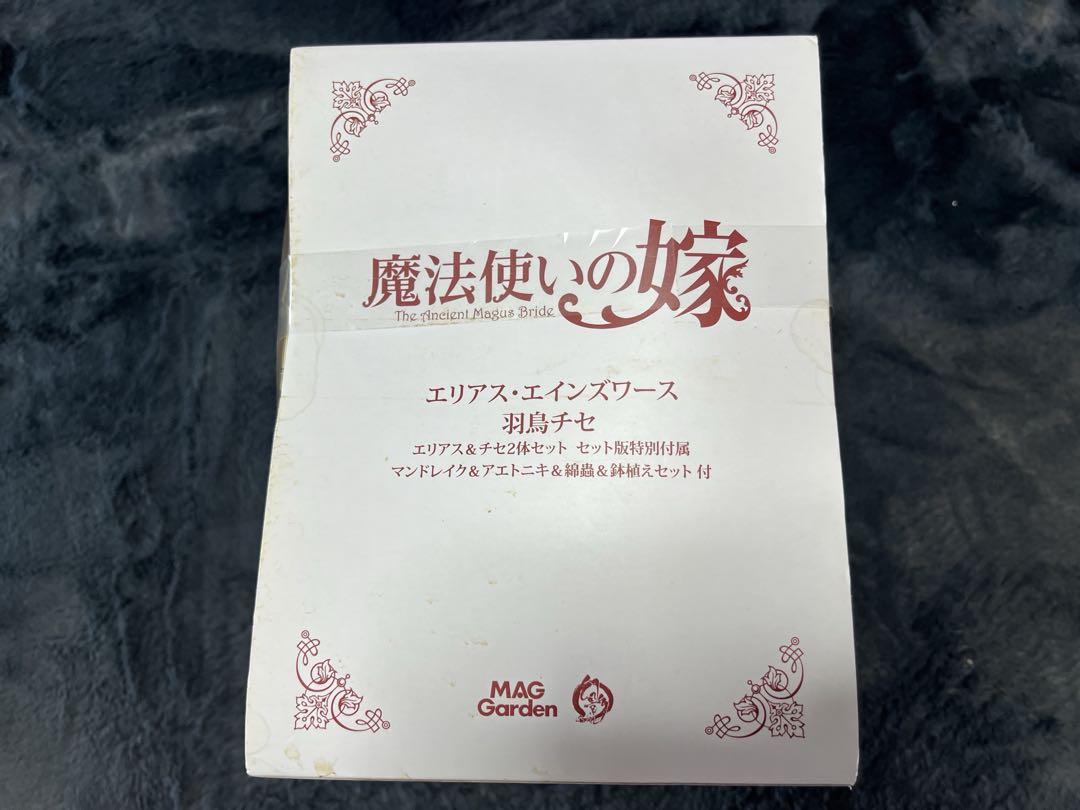 魔法使いの嫁
The Ancient Magus Bride
エリアス・エインズワース
羽鳥チセ
エリアス＆チセ2体セット セット版特別付属
マンドレイク＆アエトニキ＆綿蟲＆鉢植えセット 付
MAG
Garden